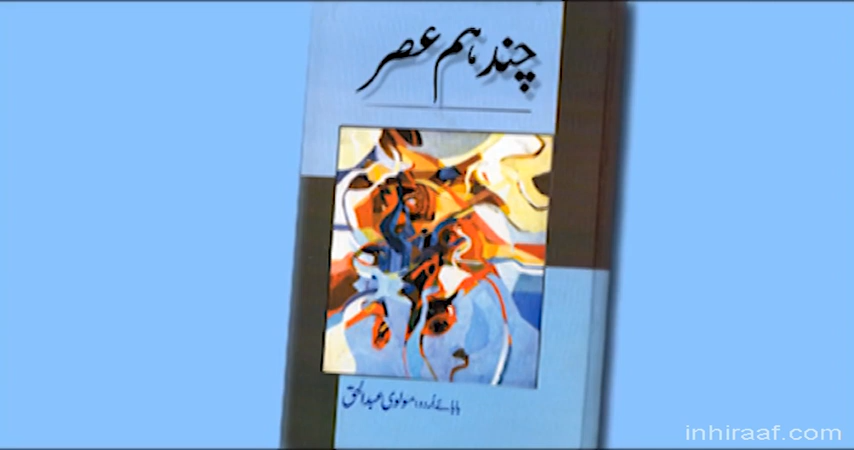 چند ہم عصر
بابائے اردو مولوی عبدالحق
inhiraaf.com